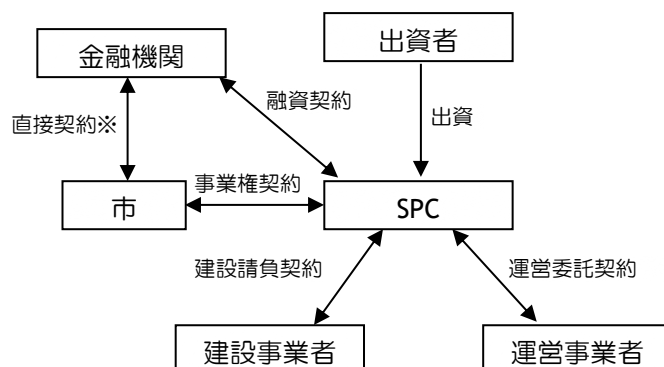 金融機関
出資者
融資契約
出資
直接契約※
事業権契約
市
SPC
建設請負契約
運営委託契約
建設事業者
運営事業者